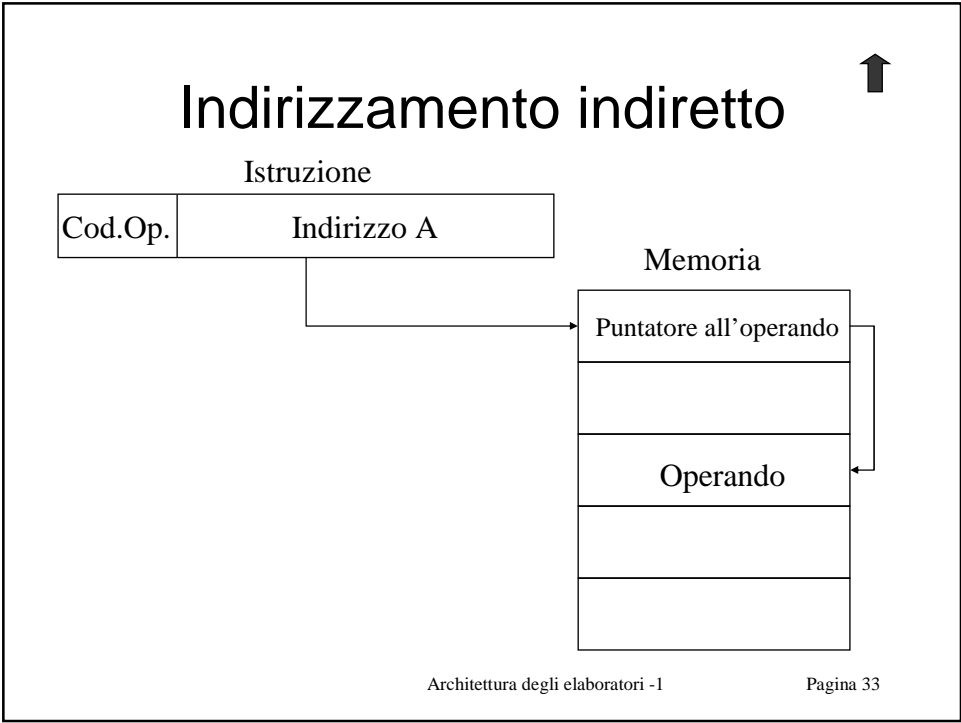 Indirizzamento indiretto
Istruzione
Cod.Op.
Indirizzo A
Memoria
Puntatore all’operando
Operando
Architettura degli elaboratori -1
Pagina 33